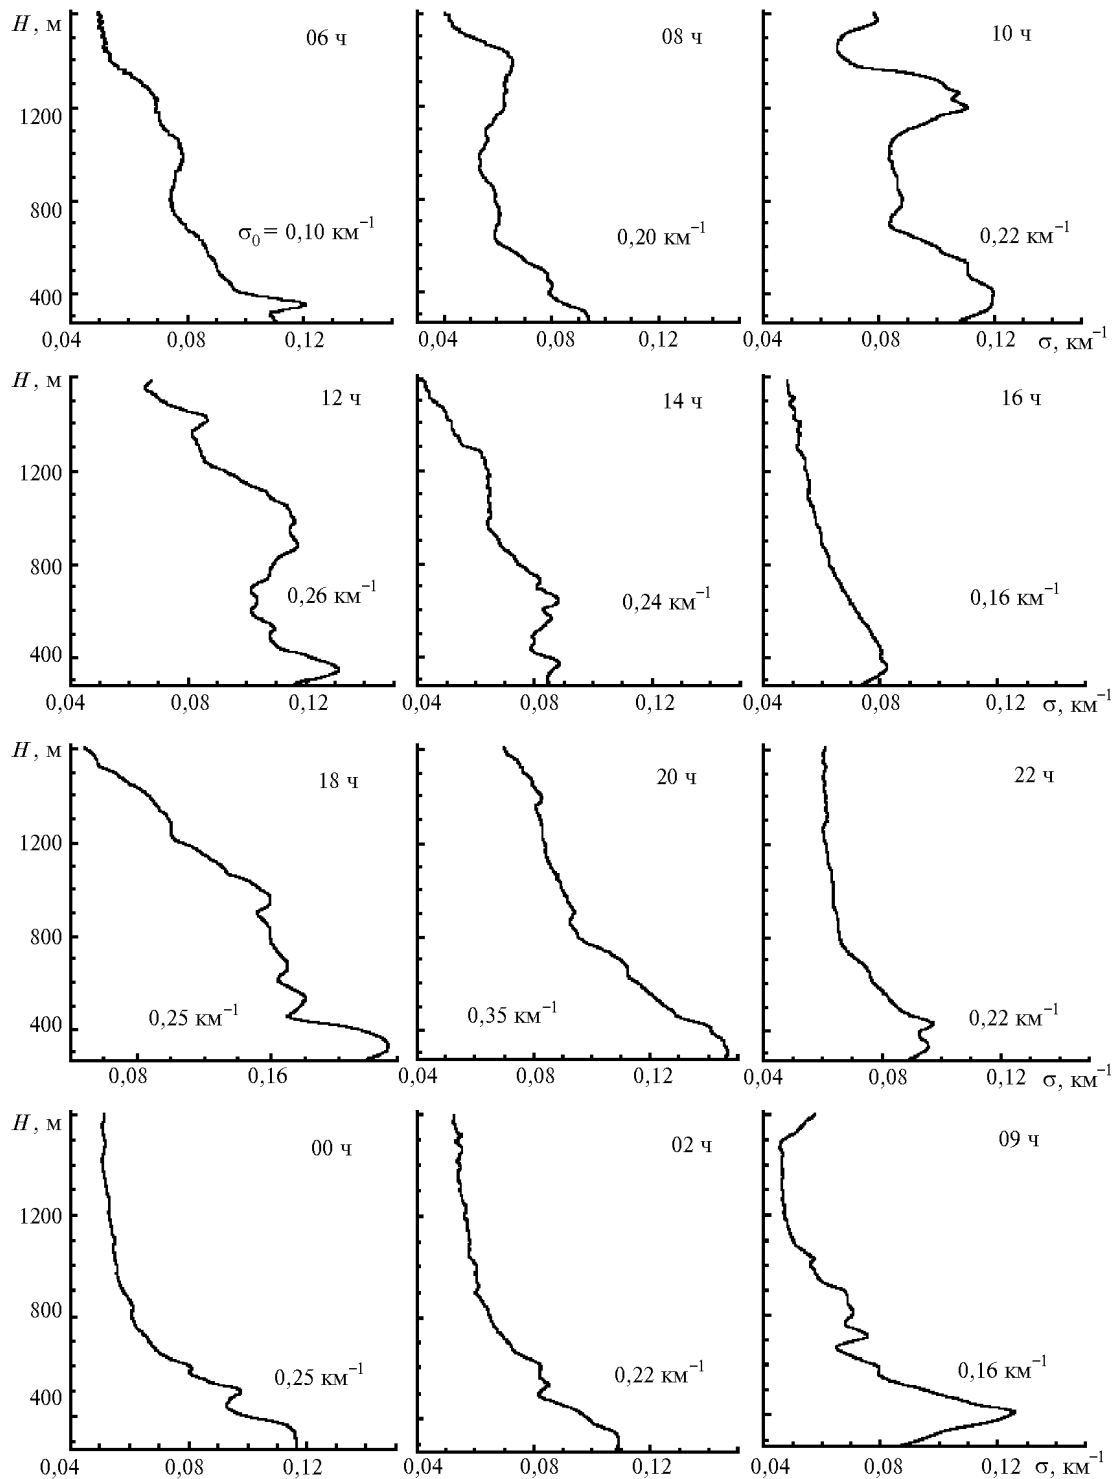 H, м
06 ч
08 ч
10 ч
1200
800
σ₀ = 0,10 км⁻¹
0,20 км⁻¹
0,22 км⁻¹
400
0,04 0,08 0,12 0,04 0,08 0,12 0,04 0,08 0,12 σ, км⁻¹
H, м
12 ч
14 ч
16 ч
1200
800
0,26 км⁻¹
0,24 км⁻¹
0,16 км⁻¹
400
0,04 0,08 0,12 0,04 0,08 0,12 0,04 0,08 0,12 σ, км⁻¹
H, м
18 ч
20 ч
22 ч
1200
800
0,25 км⁻¹
0,35 км⁻¹
0,22 км⁻¹
400
0,08 0,16 0,04 0,08 0,12 0,04 0,08 0,12 σ, км⁻¹
H, м
00 ч
02 ч
09 ч
1200
800
0,25 км⁻¹
0,22 км⁻¹
0,16 км⁻¹
400
0,04 0,08 0,12 0,04 0,08 0,12 0,04 0,08 0,12 σ, км⁻¹